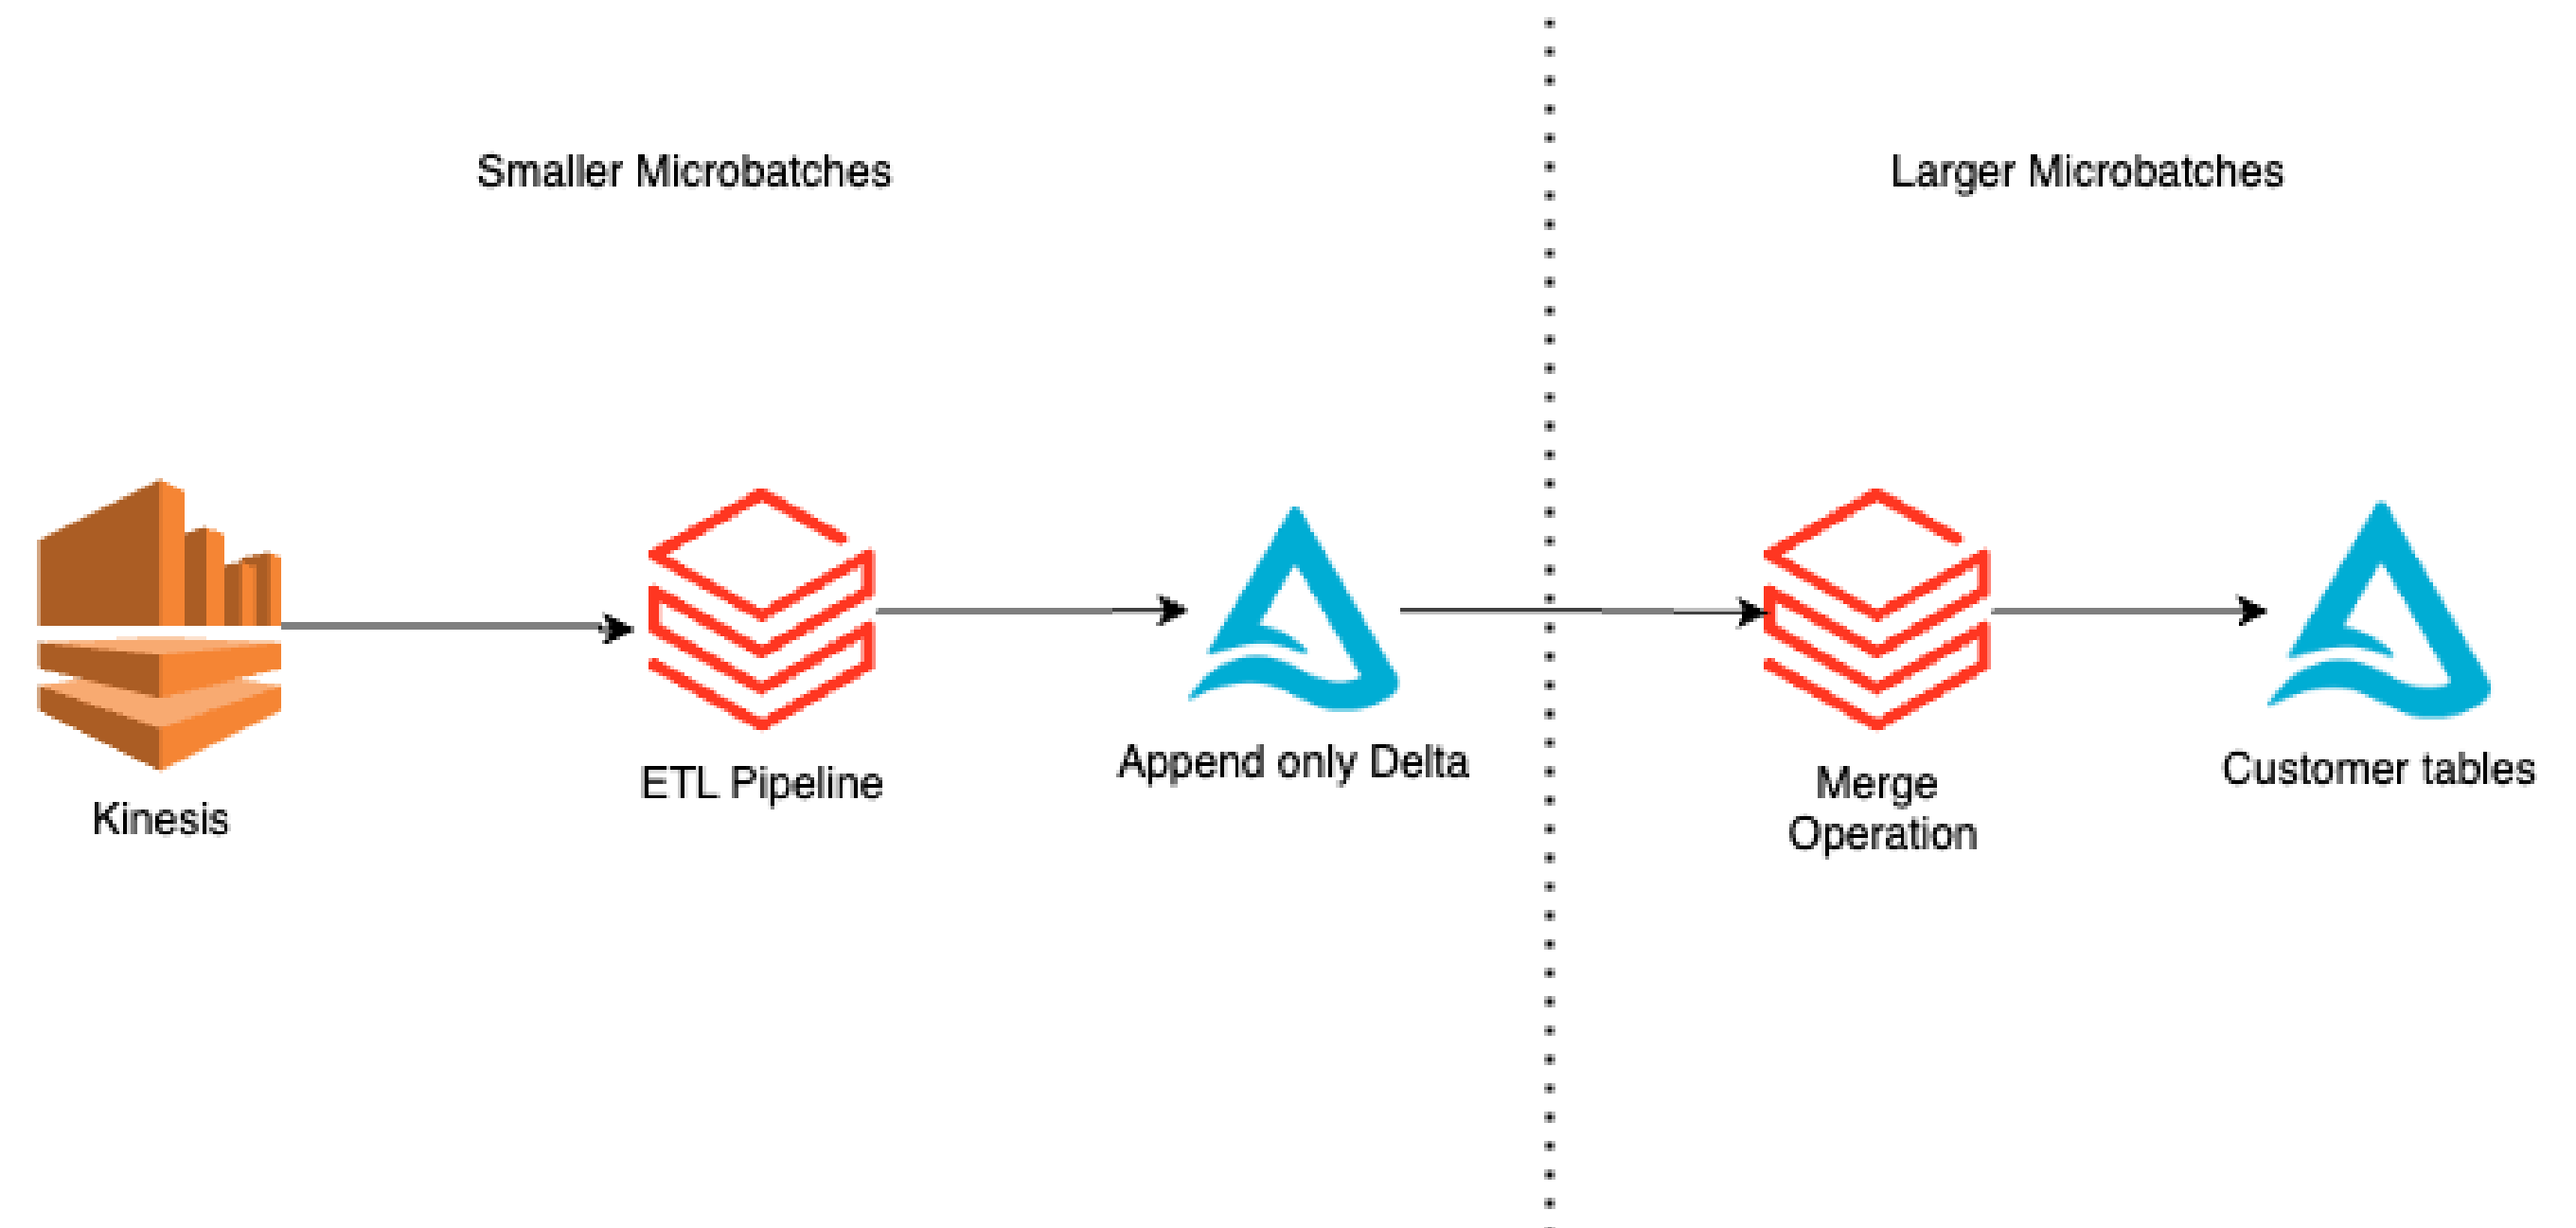 Smaller Microbatches
Larger Microbatches
Kinesis
ETL Pipeline
Append only Delta
Merge
Operation
Customer tables